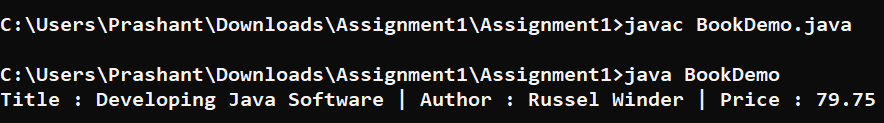 C:\Users\Prashant\Downloads\Assignment1\Assignment1>javac BookDemo.java
C:\Users\Prashant\Downloads\Assignment1\Assignment1>java BookDemo
Title : Developing Java Software | Author : Russel Winder | Price : 79.75